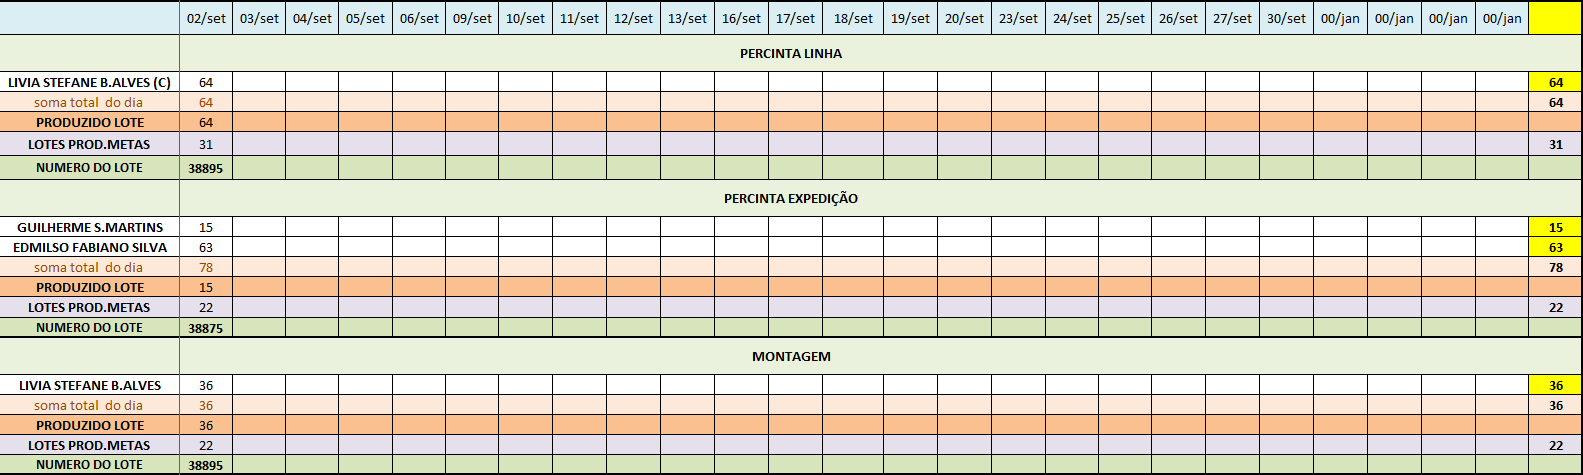 02/set 03/set 04/set 05/set 06/set 09/set 10/set 11/set 12/set 13/set 16/set 17/set 18/set 19/set 20/set 23/set 24/set 25/set 26/set 27/set 30/set 00/jan 00/jan 00/jan 00/jan
PERCINTA LINHA
LIVIA STEFANE B.ALVES (C) 64 64
soma total do dia 64 64
PRODUZIDO LOTE 64
LOTES PROD.METAS 31 31
NUMERO DO LOTE 38895
PERCINTA EXPEDIÇÃO
GUILHERME S.MARTINS 15 15
EDMILSO FABIANO SILVA 63 63
soma total do dia 78 78
PRODUZIDO LOTE 15
LOTES PROD.METAS 22 22
NUMERO DO LOTE 38875
MONTAGEM
LIVIA STEFANE B.ALVES 36 36
soma total do dia 36 36
PRODUZIDO LOTE 36
LOTES PROD.METAS 22 22
NUMERO DO LOTE 38895